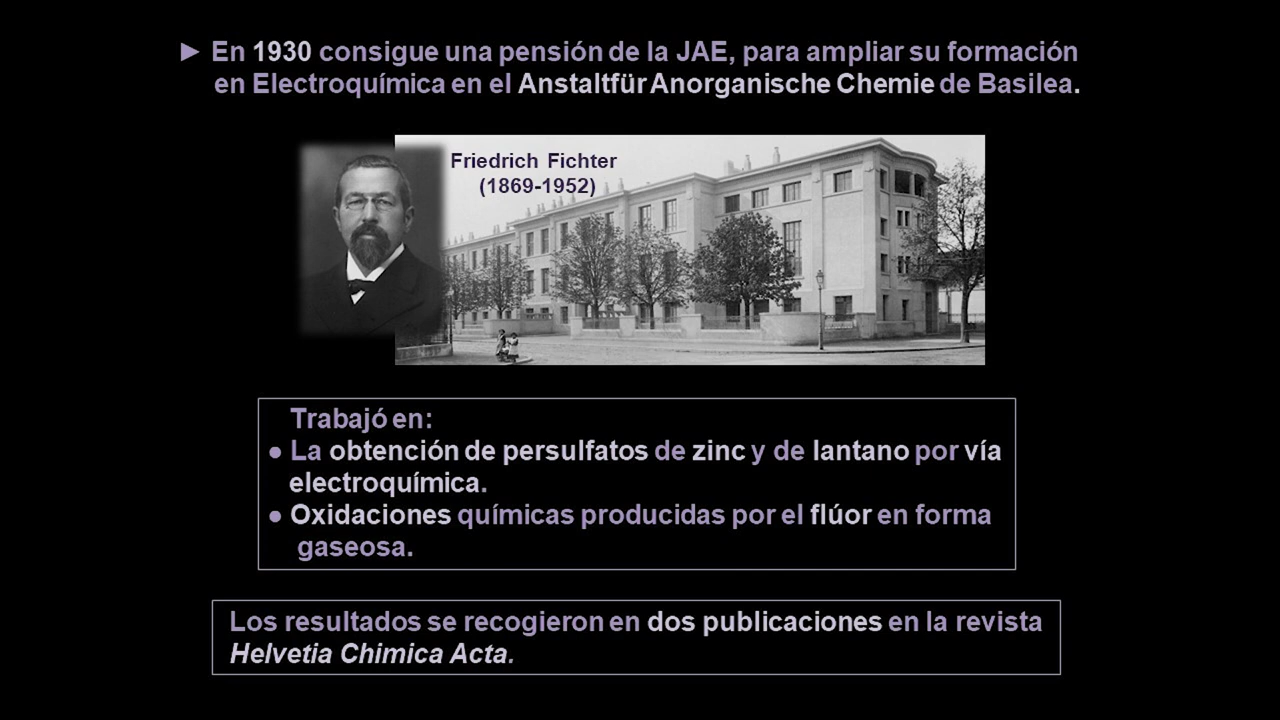 ► En 1930 consigue una pensión de la JAE, para ampliar su formación
en Electroquímica en el Anstaltfür Anorganische Chemie de Basilea.
Friedrich Fichter
(1869-1952)
Trabajó en:
● La obtención de persulfatos de zinc y de lantano por vía
electroquímica.
● Oxidaciones químicas producidas por el flúor en forma
gaseosa.
Los resultados se recogieron en dos publicaciones en la revista
Helvetia Chimica Acta.